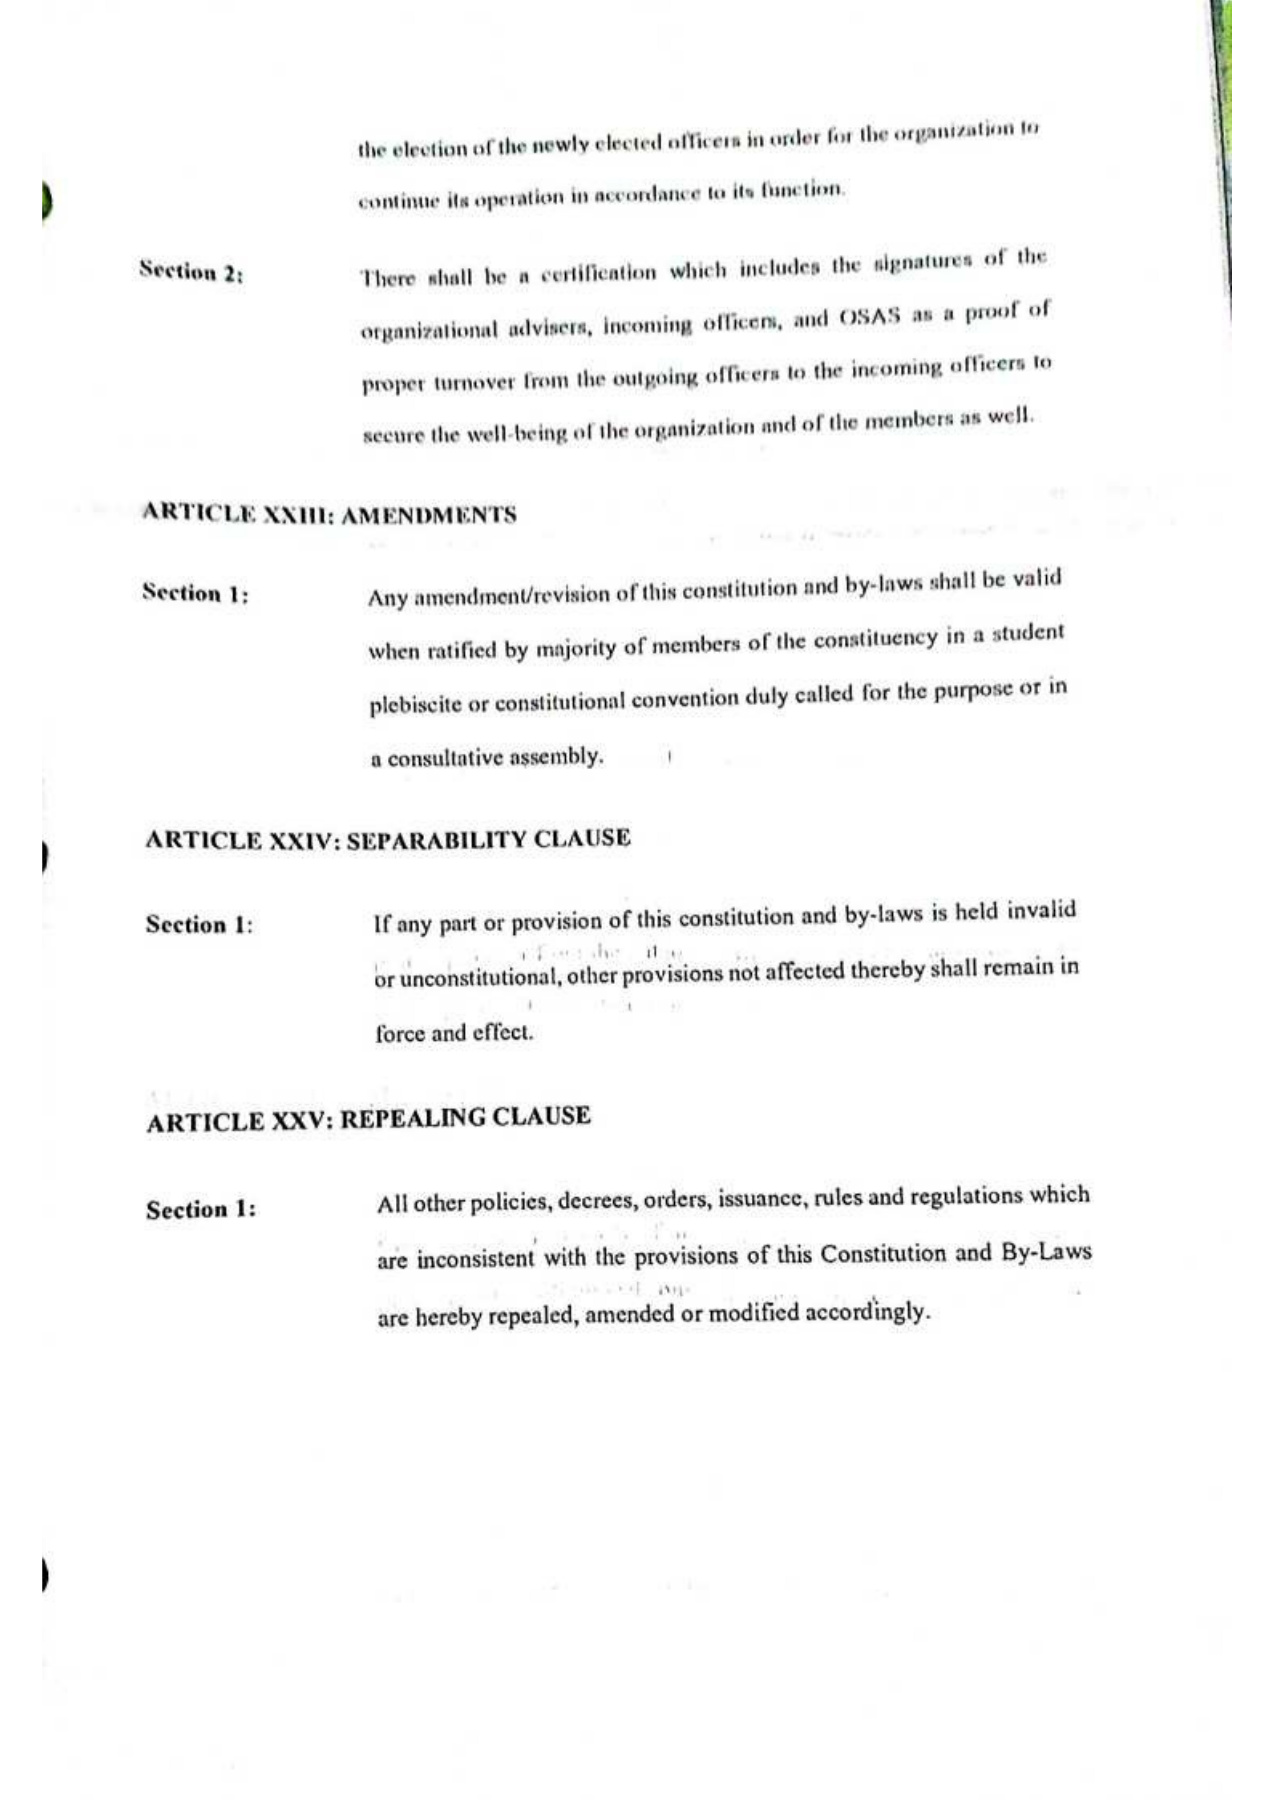 the election of the newly elected officers in order for the organization to
continue its operation in accordance to its function.
Section 2:
There shall be a certification which includes the signatures of the
organizational advisers, incoming officers, and OSAS as a proof of
proper turnover from the outgoing officers to the incoming officers to
secure the well-being of the organization and of the members as well.
ARTICLE XXIII: AMENDMENTS
Section 1:
Any amendment/revision of this constitution and by-laws shall be valid
when ratified by majority of members of the constituency in a student
plebiscite or constitutional convention duly called for the purpose or in
a consultative assembly.
ARTICLE XXIV: SEPARABILITY CLAUSE
Section 1:
If any part or provision of this constitution and by-laws is held invalid
or unconstitutional, other provisions not affected thereby shall remain in
force and effect.
ARTICLE XXV: REPEALING CLAUSE
Section 1:
All other policies, decrees, orders, issuance, rules and regulations which
are inconsistent with the provisions of this Constitution and By-Laws
are hereby repealed, amended or modified accordingly.